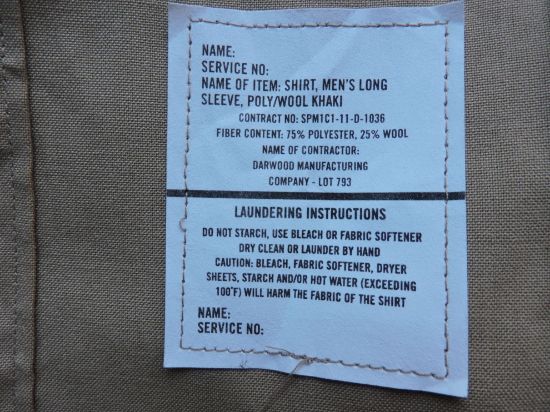 NAME:
SERVICE NO:
NAME OF ITEM: SHIRT, MEN'S LONG
SLEEVE, POLY/WOOL KHAKI
CONTRACT NO: SPM1C1-11-D-1036
FIBER CONTENT: 75% POLYESTER, 25% WOOL
NAME OF CONTRACTOR:
DARWOOD MANUFACTURING
COMPANY - LOT 793
LAUNDERING INSTRUCTIONS
DO NOT STARCH, USE BLEACH OR FABRIC SOFTENER
DRY CLEAN OR LAUNDER BY HAND
CAUTION: BLEACH, FABRIC SOFTENER, DRYER
SHEETS, STARCH AND/OR HOT WATER (EXCEEDING
100°F) WILL HARM THE FABRIC OF THE SHIRT
NAME:
SERVICE NO: